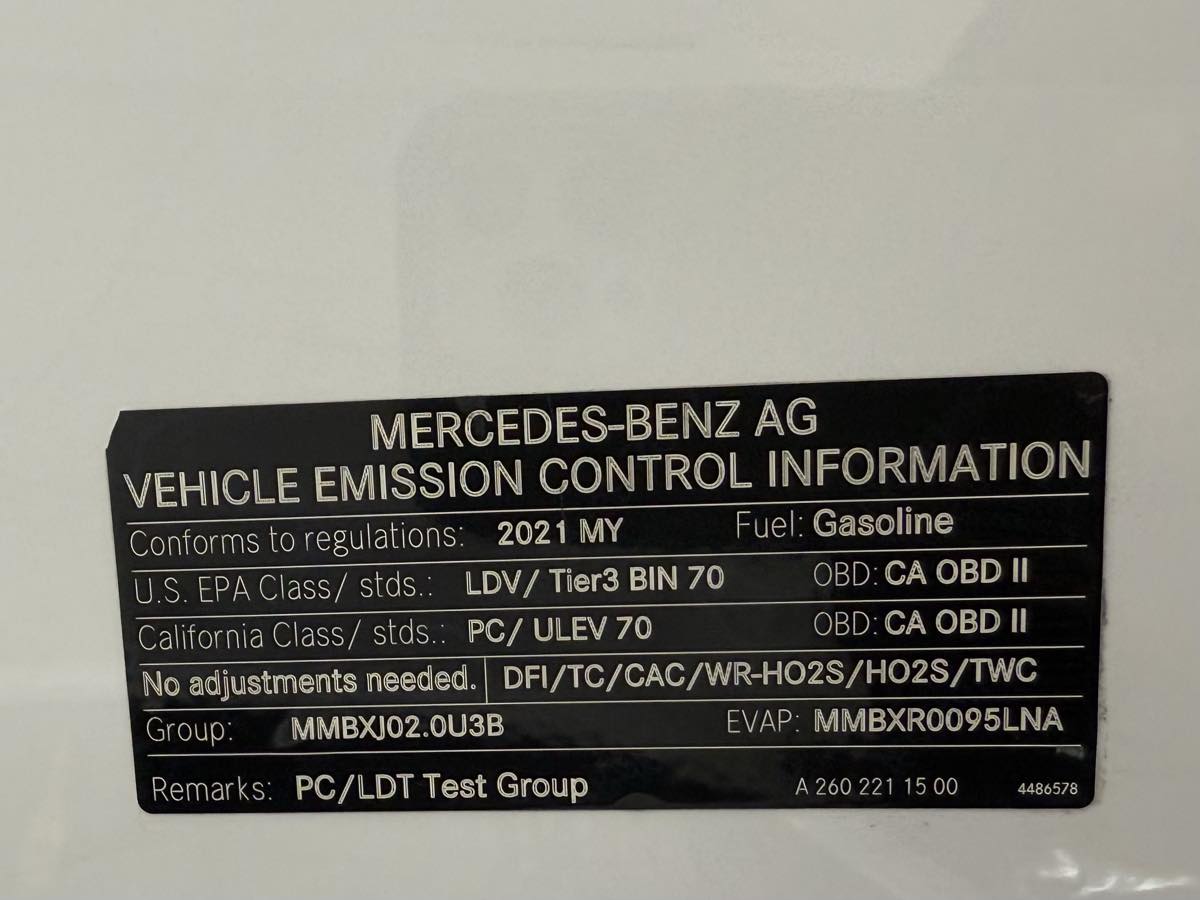 MERCEDES-BENZ AG
VEHICLE EMISSION CONTROL INFORMATION
Conforms to regulations: 2021 MY Fuel: Gasoline
U.S. EPA Class/ stds.: LDV/ Tier3 BIN 70 OBD: CA OBD II
California Class/ stds.: PC/ ULEV 70 OBD: CA OBD II
No adjustments needed. DFI/TC/CAC/WR-HO2S/HO2S/TWC
Group: MMBXJ02.0U3B EVAP: MMBXR0095LNA
Remarks: PC/LDT Test Group A 260 221 15 00 4486578